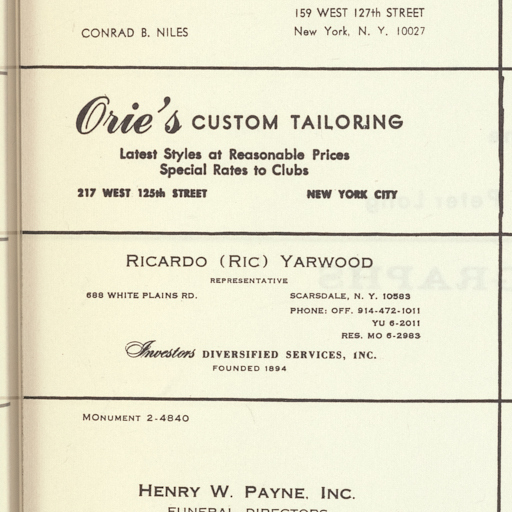 159 WEST 127th STREET
CONRAD B. NILES New York, N. Y. 10027
Orie's CUSTOM TAILORING
Latest Styles at Reasonable Prices
Special Rates to Clubs
217 WEST 125th STREET NEW YORK CITY
RICARDO (RIC) YARWOOD
REPRESENTATIVE
688 WHITE PLAINS RD. SCARSDALE, N. Y. 10583
PHONE: OFF. 914-472-1011
YU 6-2011
RES. MO 6-2983
Investors DIVERSIFIED SERVICES, INC.
FOUNDED 1894
MONUMENT 2-4840
HENRY W. PAYNE, INC.
FUNERAL DIRECTORS